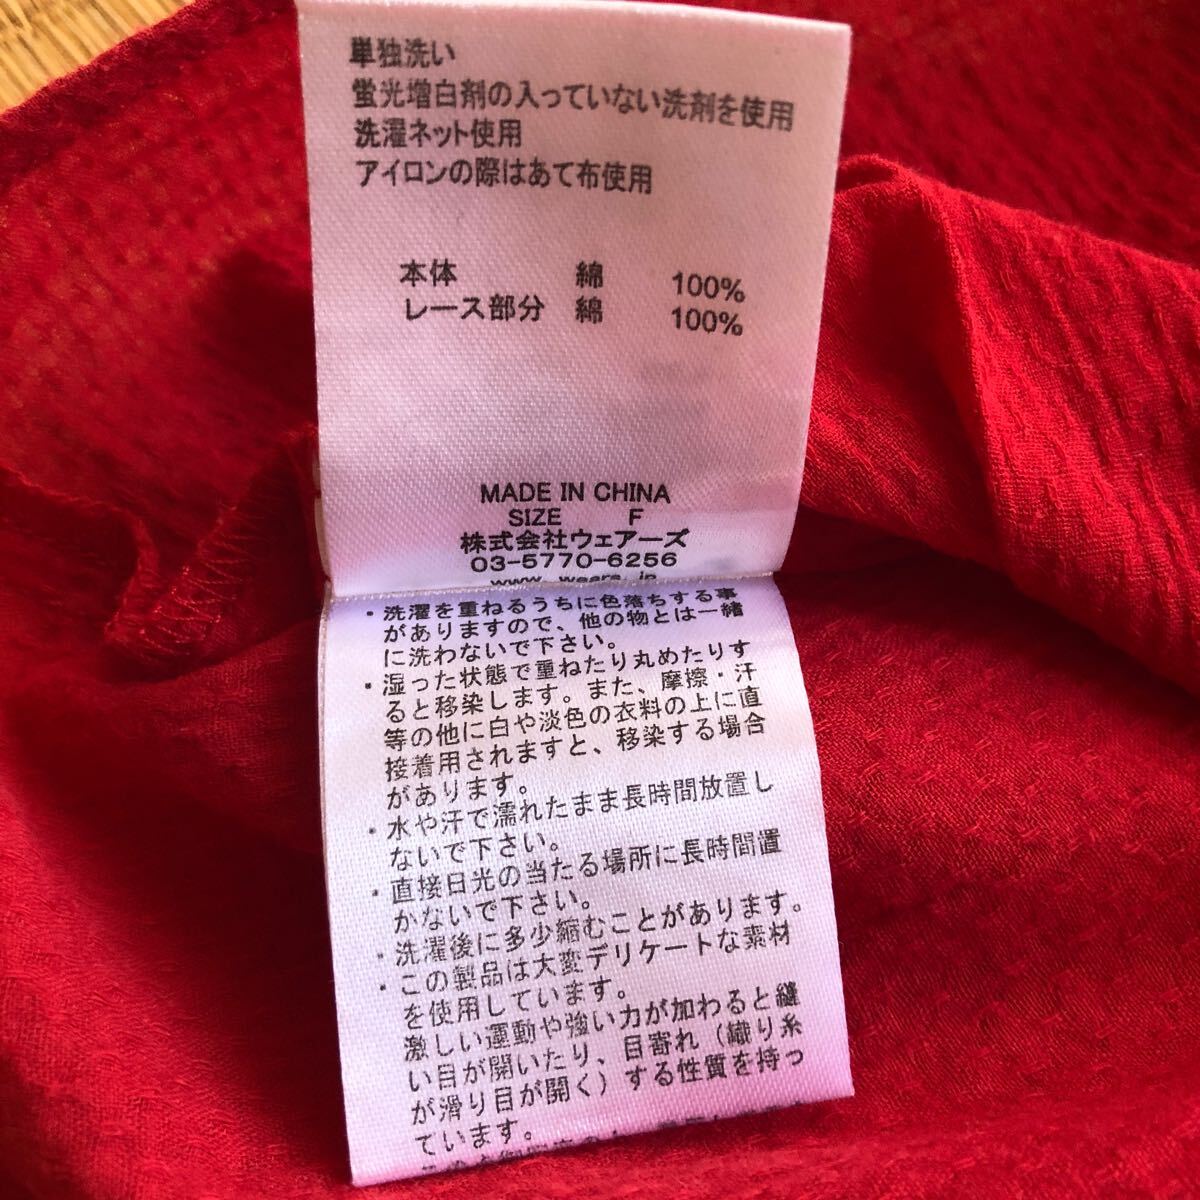 単独洗い
蛍光増白剤の入っていない洗剤を使用
洗濯ネット使用
アイロンの際はあて布使用
本体 綿 100%
レース部分 綿 100%
MADE IN CHINA
SIZE F
株式会社ウェアーズ
03-5770-6256
www.wears.jp
・洗濯を重ねるうちに色落ちする事
がありますので、他の物とは一緒
に洗わないで下さい。
・湿った状態で重ねたり丸めたりす
ると移染します。また、摩擦・汗
等の他に白や淡色の衣料の上に直
接着用されますと、移染する場合
があります。
・水や汗で濡れたまま長時間放置し
ないで下さい。
・直接日光の当たる場所に長時間置
かないで下さい。
・洗濯後に多少縮むことがあります。
・この製品は大変デリケートな素材
を使用しています。
激しい運動や強い力が加わると縫
い目が開いたり、目寄れ（織り糸
が滑り目が開く）する性質を持っ
ています。